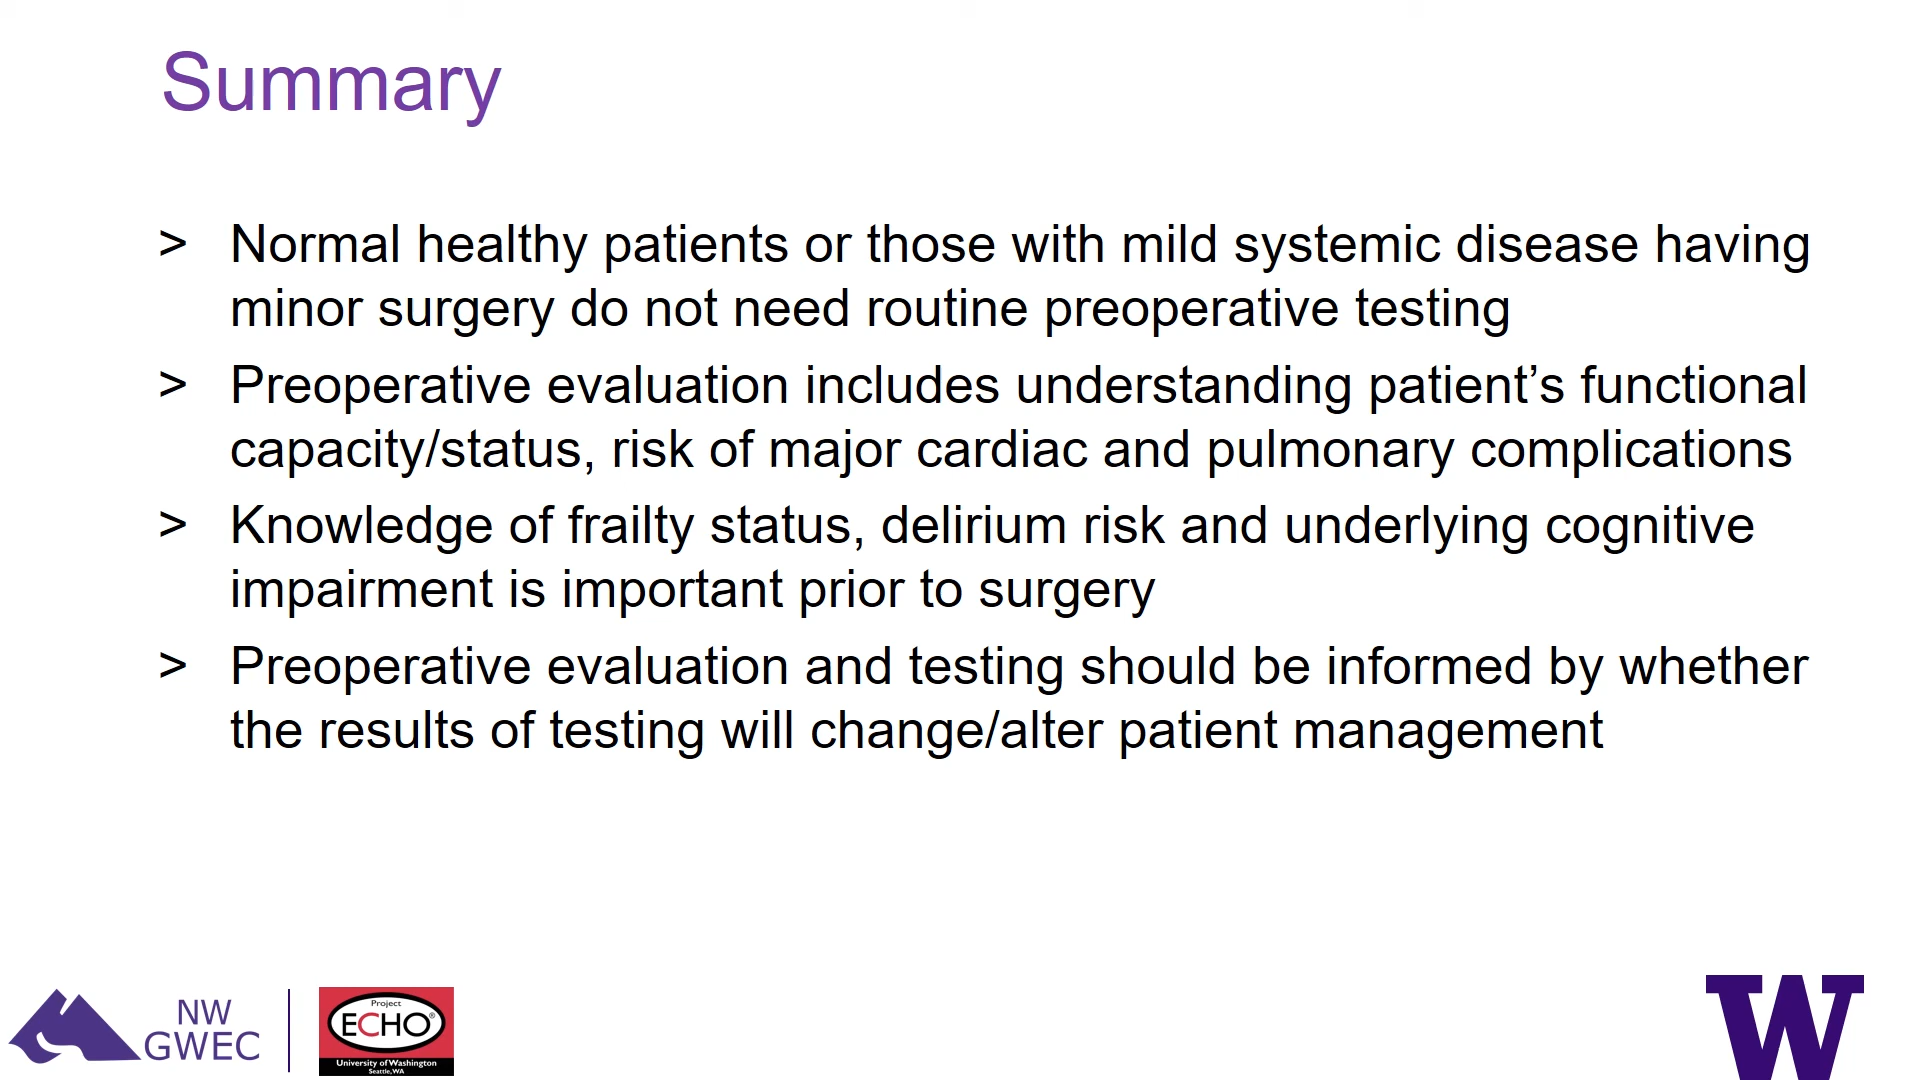 Summary
> Normal healthy patients or those with mild systemic disease having
minor surgery do not need routine preoperative testing
> Preoperative evaluation includes understanding patient’s functional
capacity/status, risk of major cardiac and pulmonary complications
> Knowledge of frailty status, delirium risk and underlying cognitive
impairment is important prior to surgery
> Preoperative evaluation and testing should be informed by whether
the results of testing will change/alter patient management
NW
GWEC
Project
ECHO®
University of Washington
Seattle, WA
W